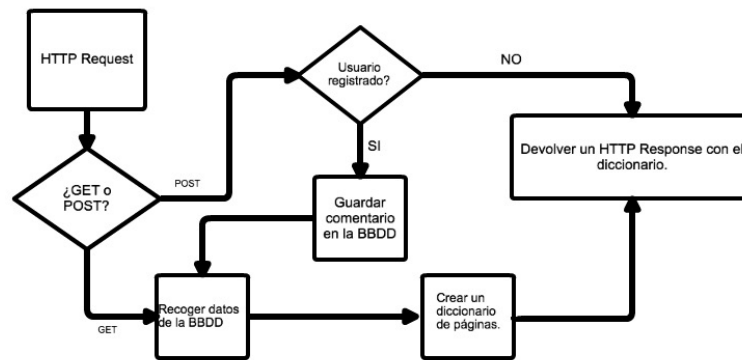 HTTP Request
Usuario
registrado?
NO
Devolver un HTTP Response con el
diccionario.
SI
¿GET o
POST?
POST
Guardar
comentario
en la BBDD
Recoger datos
de la BBDD
GET
Crear un
diccionario
de páginas.